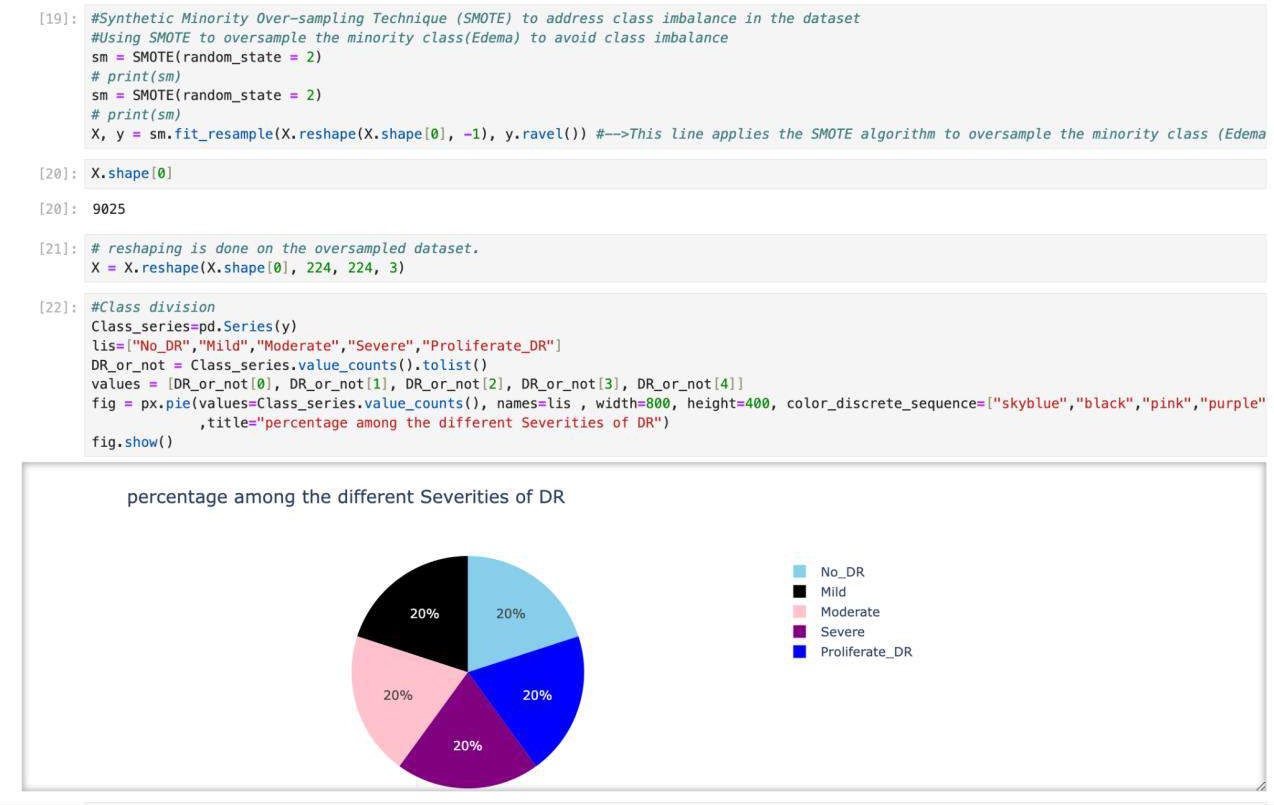 [19]: #Synthetic Minority Over-sampling Technique (SMOTE) to address class imbalance in the dataset
#Using SMOTE to oversample the minority class(Edema) to avoid class imbalance
sm = SMOTE(random_state = 2)
# print(sm)
sm = SMOTE(random_state = 2)
# print(sm)
X, y = sm.fit_resample(X.reshape(X.shape[0], -1), y.ravel()) #-->This line applies the SMOTE algorithm to oversample the minority class (Edema
[20]: X.shape[0]
[20]: 9025
[21]: # reshaping is done on the oversampled dataset.
X = X.reshape(X.shape[0], 224, 224, 3)
[22]: #Class division
Class_series=pd.Series(y)
lis=["No_DR","Mild","Moderate","Severe","Proliferate_DR"]
DR_or_not = Class_series.value_counts().tolist()
values = [DR_or_not[0], DR_or_not[1], DR_or_not[2], DR_or_not[3], DR_or_not[4]]
fig = px.pie(values=Class_series.value_counts(), names=lis , width=800, height=400, color_discrete_sequence=["skyblue","black","pink","purple"
,title="percentage among the different Severities of DR")
fig.show()
percentage among the different Severities of DR
No_DR
Mild
Moderate
Severe
Proliferate_DR
20%
20%
20%
20%
20%